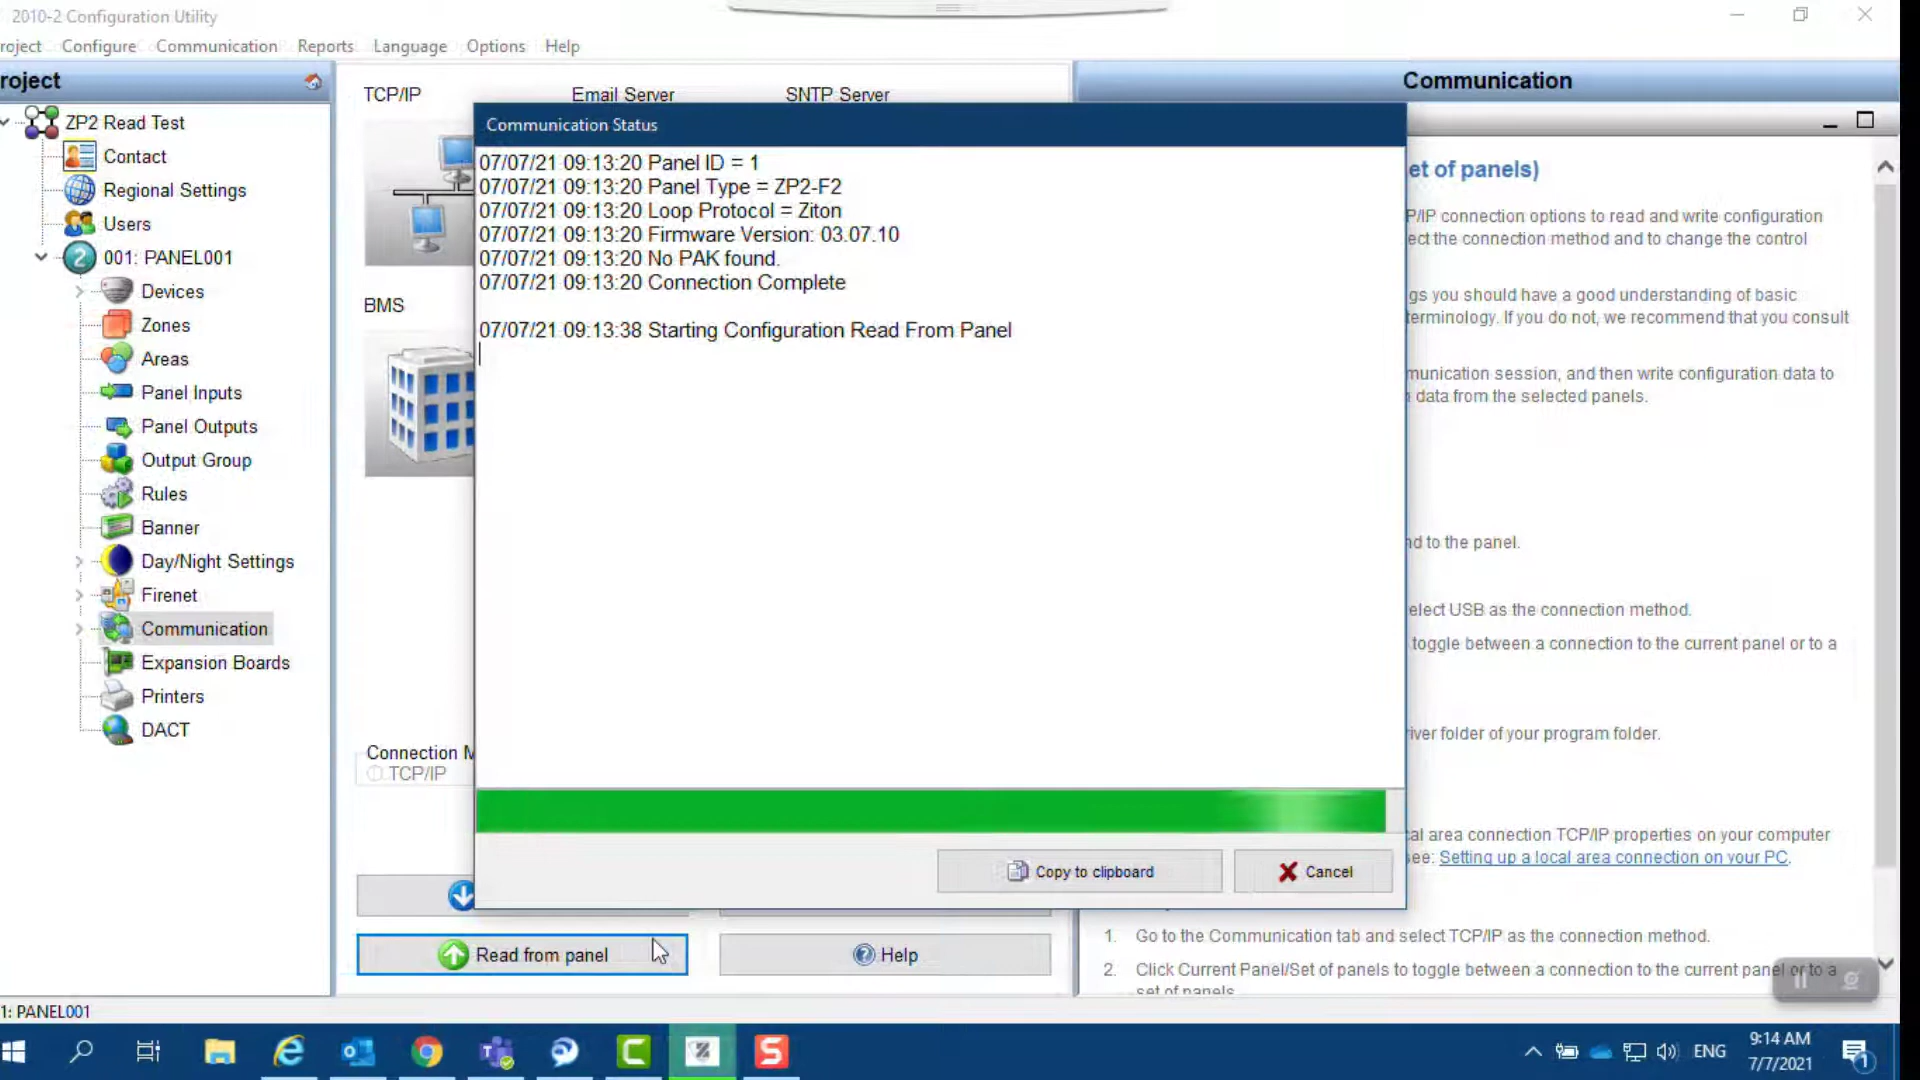 2010-2 Configuration Utility
roject Configure Communication Reports Language Options Help
roject
ZP2 Read Test
Contact
Regional Settings
Users
2 001: PANEL001
Devices
Zones
Areas
Panel Inputs
Panel Outputs
Output Group
Rules
Banner
Day/Night Settings
Firenet
Communication
Expansion Boards
Printers
DACT
TCP/IP Email Server SNTP Server
BMS
Connection M
TCP/IP
Read from panel
Help
Communication Status
07/07/21 09:13:20 Panel ID = 1
07/07/21 09:13:20 Panel Type = ZP2-F2
07/07/21 09:13:20 Loop Protocol = Ziton
07/07/21 09:13:20 Firmware Version: 03.07.10
07/07/21 09:13:20 No PAK found.
07/07/21 09:13:20 Connection Complete
07/07/21 09:13:38 Starting Configuration Read From Panel
Copy to clipboard
Cancel
Communication
et of panels)
P/IP connection options to read and write configuration
ect the connection method and to change the control
gs you should have a good understanding of basic
terminology. If you do not, we recommend that you consult
munication session, and then write configuration data to
data from the selected panels.
nd to the panel.
elect USB as the connection method.
toggle between a connection to the current panel or to a
iver folder of your program folder.
cal area connection TCP/IP properties on your computer
see: Setting up a local area connection on your PC.
1. Go to the Communication tab and select TCP/IP as the connection method.
2. Click Current Panel/Set of panels to toggle between a connection to the current panel or to a
set of panels
1: PANEL001
ENG
9:14 AM
7/7/2021
1